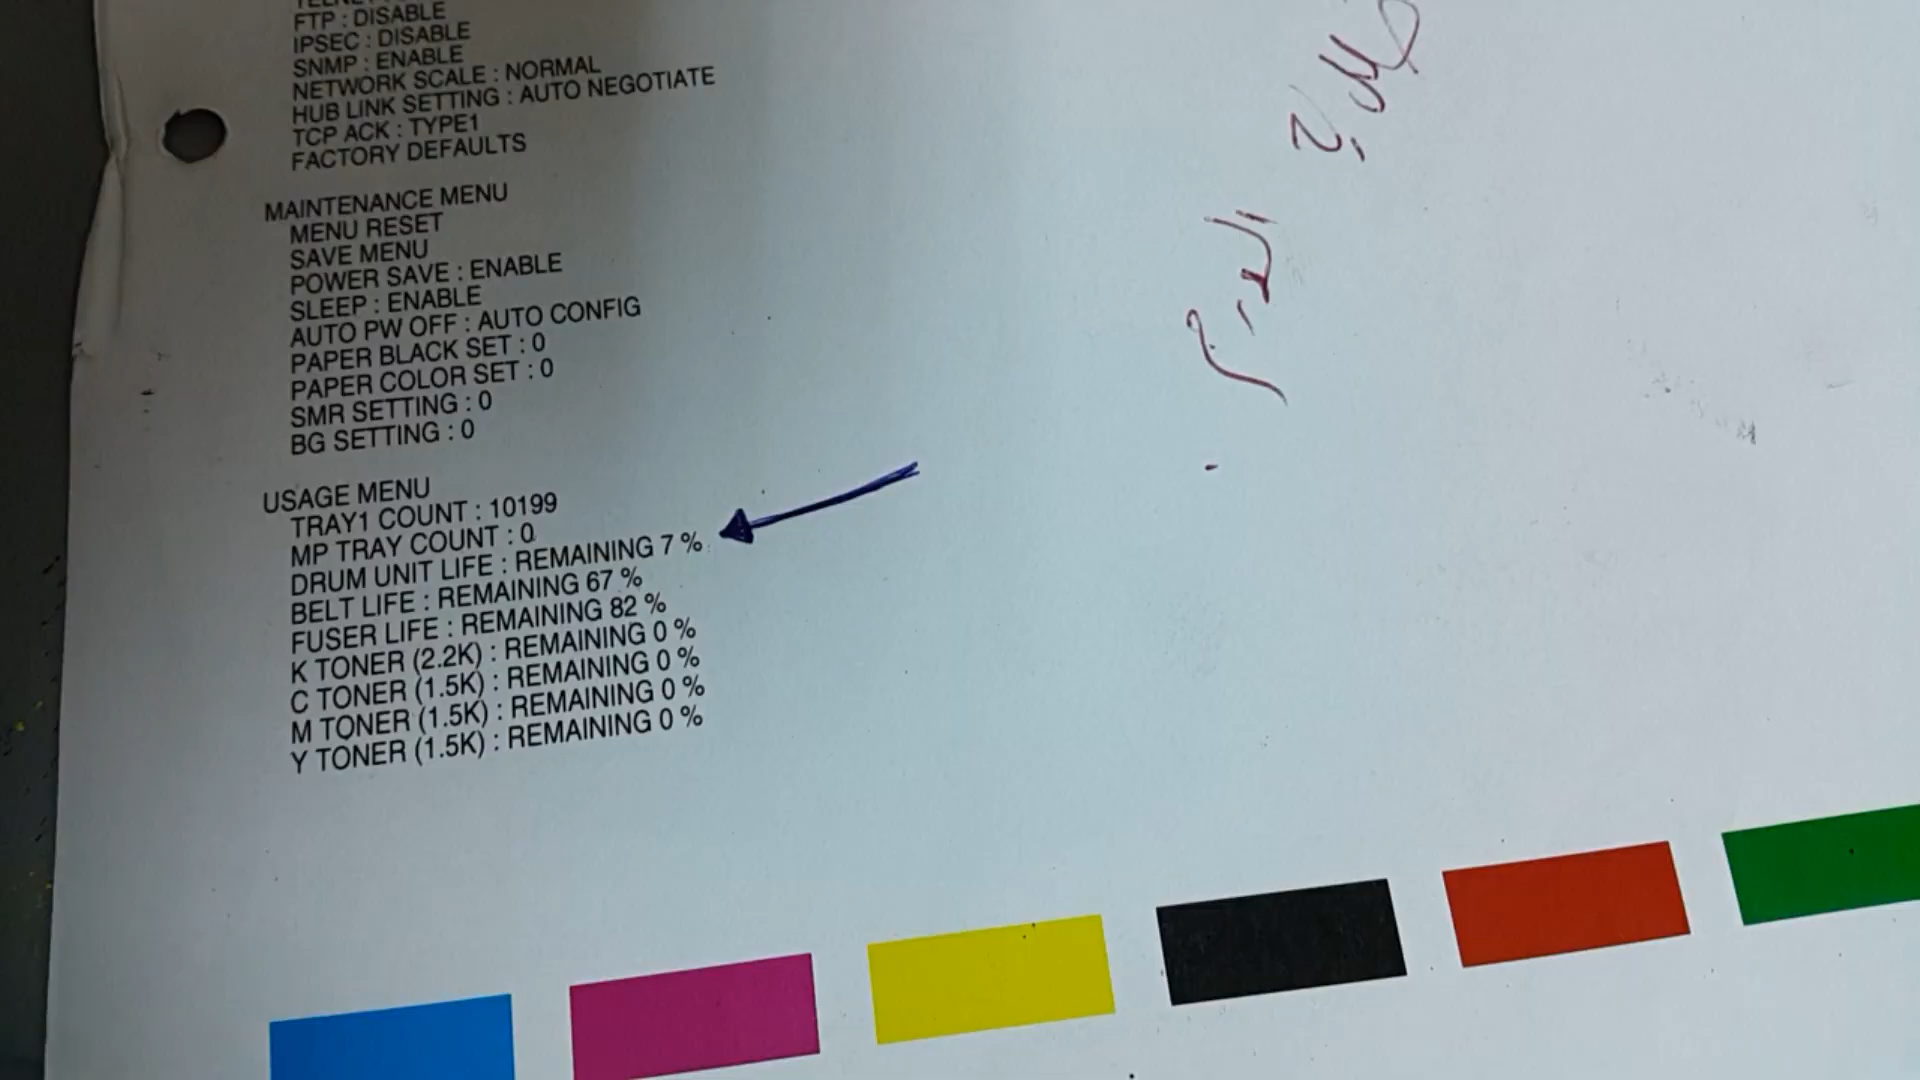 FTP : DISABLE
IPSEC : DISABLE
SNMP : ENABLE
NETWORK SCALE : NORMAL
HUB LINK SETTING : AUTO NEGOTIATE
TCP ACK : TYPE1
FACTORY DEFAULTS
MAINTENANCE MENU
MENU RESET
SAVE MENU
POWER SAVE : ENABLE
SLEEP : ENABLE
AUTO PW OFF : AUTO CONFIG
PAPER BLACK SET : 0
PAPER COLOR SET : 0
SMR SETTING : 0
BG SETTING : 0
USAGE MENU
TRAY1 COUNT : 10199
MP TRAY COUNT : 0
DRUM UNIT LIFE : REMAINING 7 %
BELT LIFE : REMAINING 67 %
FUSER LIFE : REMAINING 82 %
K TONER (2.2K) : REMAINING 0 %
C TONER (1.5K) : REMAINING 0 %
M TONER (1.5K) : REMAINING 0 %
Y TONER (1.5K) : REMAINING 0 %